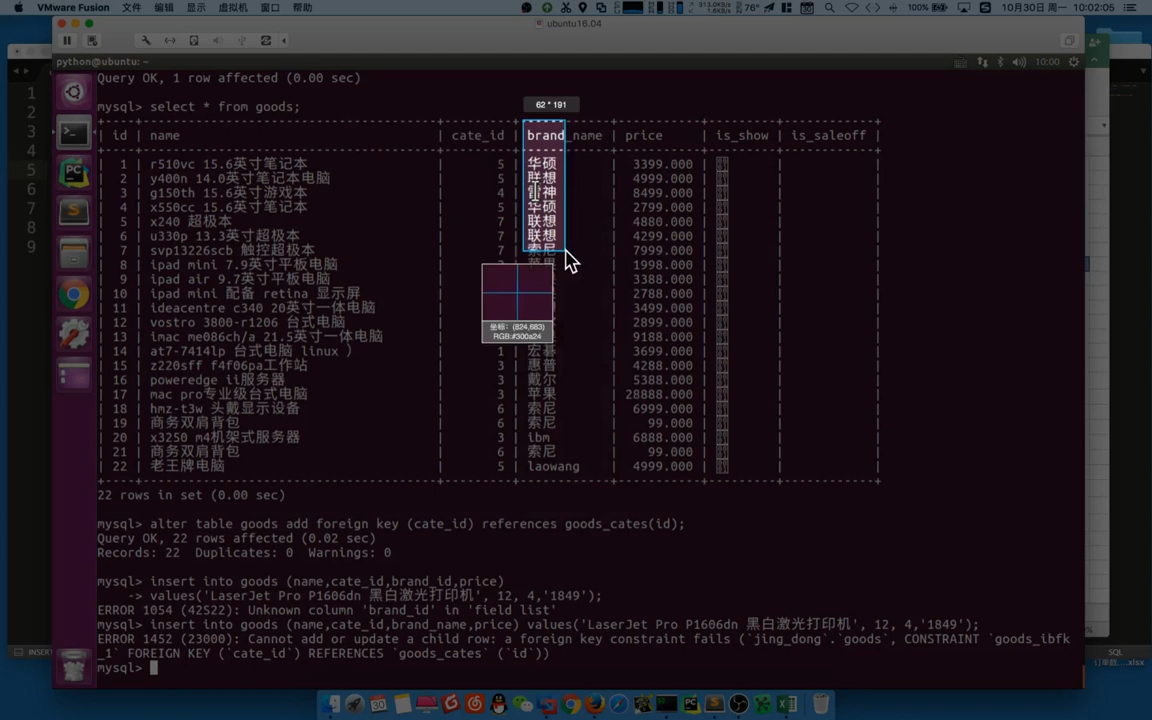 VMware Fusion 文件 编辑 显示 虚拟机 窗口 帮助 313.0KB/s 1.6KB/s 76° 100% 10月30日 周一 10:02:05
ubuntu16.04
python@ubuntu: ~ 10:00
Query OK, 1 row affected (0.00 sec)
mysql> select * from goods;
62 * 191
| id | name | cate_id | brand_name | price | is_show | is_saleoff |
| 1 | r510vc 15.6英寸笔记本 | 5 | 华硕 | 3399.000 |
| 2 | y400n 14.0英寸笔记本电脑 | 5 | 联想 | 4999.000 |
| 3 | g150th 15.6英寸游戏本 | 4 | 雷神 | 8499.000 |
| 4 | x550cc 15.6英寸笔记本 | 5 | 华硕 | 2799.000 |
| 5 | x240 超极本 | 7 | 联想 | 4880.000 |
| 6 | u330p 13.3英寸超极本 | 7 | 联想 | 4299.000 |
| 7 | svp13226scb 触控超极本 | 7 | 索尼 | 7999.000 |
| 8 | ipad mini 7.9英寸平板电脑 | 1998.000 |
| 9 | ipad air 9.7英寸平板电脑 | 3388.000 |
| 10 | ipad mini 配备 retina 显示屏 | 2788.000 |
| 11 | ideacentre c340 20英寸一体电脑 | 3499.000 |
| 12 | vostro 3800-r1206 台式电脑 | 2899.000 |
| 13 | imac me086ch/a 21.5英寸一体电脑 | 9188.000 |
坐标: (824,683)
RGB:#300a24
| 14 | at7-7414lp 台式电脑 linux ) | 1 | 宏碁 | 3699.000 |
| 15 | z220sff f4f06pa工作站 | 3 | 惠普 | 4288.000 |
| 16 | poweredge ii服务器 | 3 | 戴尔 | 5388.000 |
| 17 | mac pro专业级台式电脑 | 3 | 苹果 | 28888.000 |
| 18 | hmz-t3w 头戴显示设备 | 6 | 索尼 | 6999.000 |
| 19 | 商务双肩背包 | 6 | 索尼 | 99.000 |
| 20 | x3250 m4机架式服务器 | 3 | ibm | 6888.000 |
| 21 | 商务双肩背包 | 6 | 索尼 | 99.000 |
| 22 | 老王牌电脑 | 5 | laowang | 4999.000 |
22 rows in set (0.00 sec)
mysql> alter table goods add foreign key (cate_id) references goods_cates(id);
Query OK, 22 rows affected (0.02 sec)
Records: 22 Duplicates: 0 Warnings: 0
mysql> insert into goods (name,cate_id,brand_id,price)
-> values('LaserJet Pro P1606dn 黑白激光打印机', 12, 4,'1849');
ERROR 1054 (42S22): Unknown column 'brand_id' in 'field list'
mysql> insert into goods (name,cate_id,brand_name,price) values('LaserJet Pro P1606dn 黑白激光打印机', 12, 4,'1849');
ERROR 1452 (23000): Cannot add or update a child row: a foreign key constraint fails (`jing_dong`.`goods`, CONSTRAINT `goods_ibfk
_1` FOREIGN KEY (`cate_id`) REFERENCES `goods_cates` (`id`))
mysql>
1
2
3
4
5
6
7
8
9
INSERT
SQL
.xlsx